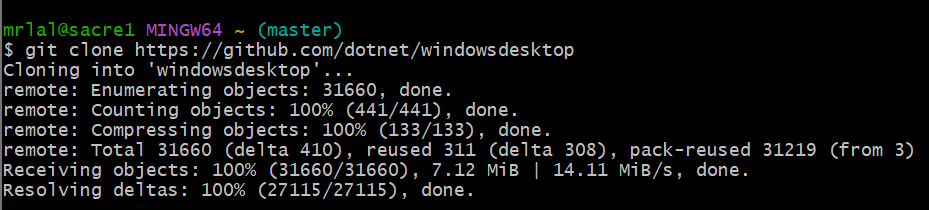 mrlal@sacre1 MINGW64 ~ (master)
$ git clone https://github.com/dotnet/windowsdesktop
Cloning into 'windowsdesktop'...
remote: Enumerating objects: 31660, done.
remote: Counting objects: 100% (441/441), done.
remote: Compressing objects: 100% (133/133), done.
remote: Total 31660 (delta 410), reused 311 (delta 308), pack-reused 31219 (from 3)
Receiving objects: 100% (31660/31660), 7.12 MiB | 14.11 MiB/s, done.
Resolving deltas: 100% (27115/27115), done.